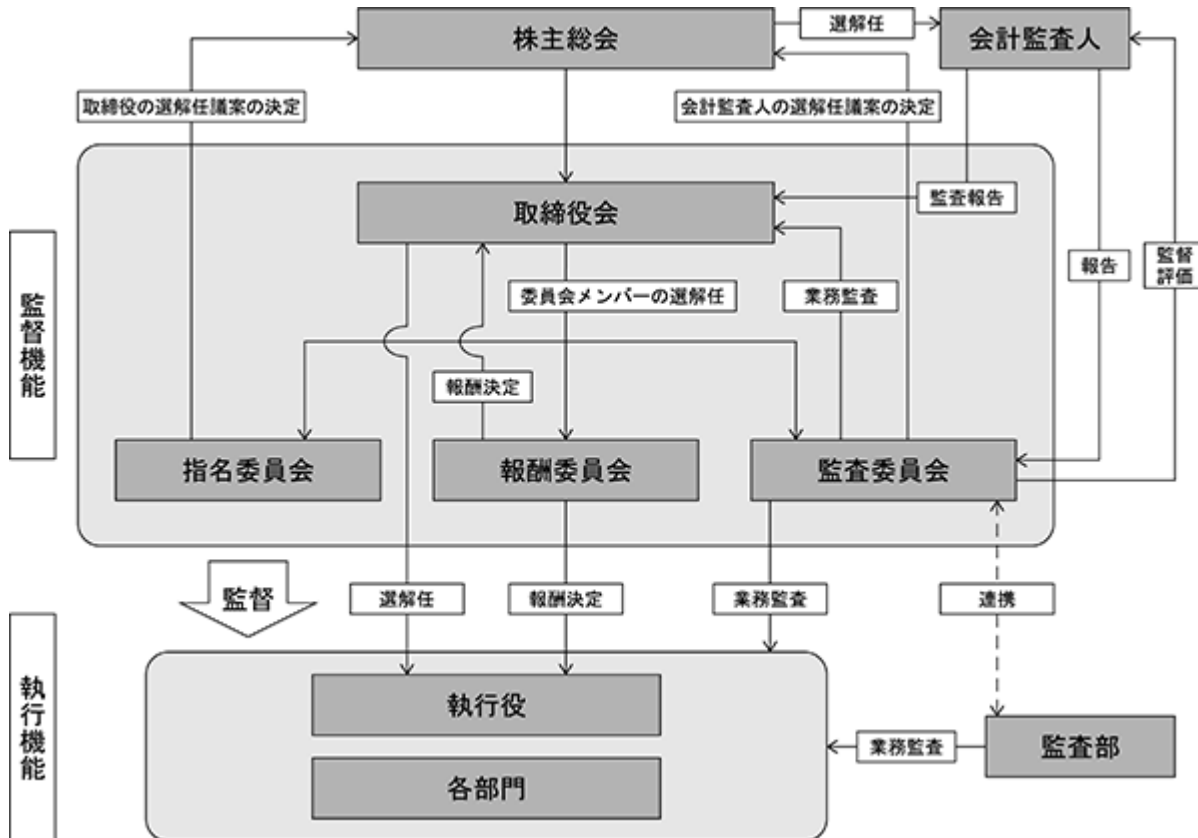 株主総会
選解任
会計監査人
取締役の選解任議案の決定
会計監査人の選解任議案の決定
取締役会
監査報告
監督機能
委員会メンバーの選解任
業務監査
報告
監督
評価
報酬決定
指名委員会
報酬委員会
監査委員会
監督
選解任
報酬決定
業務監査
連携
執行機能
執行役
業務監査
監査部
各部門